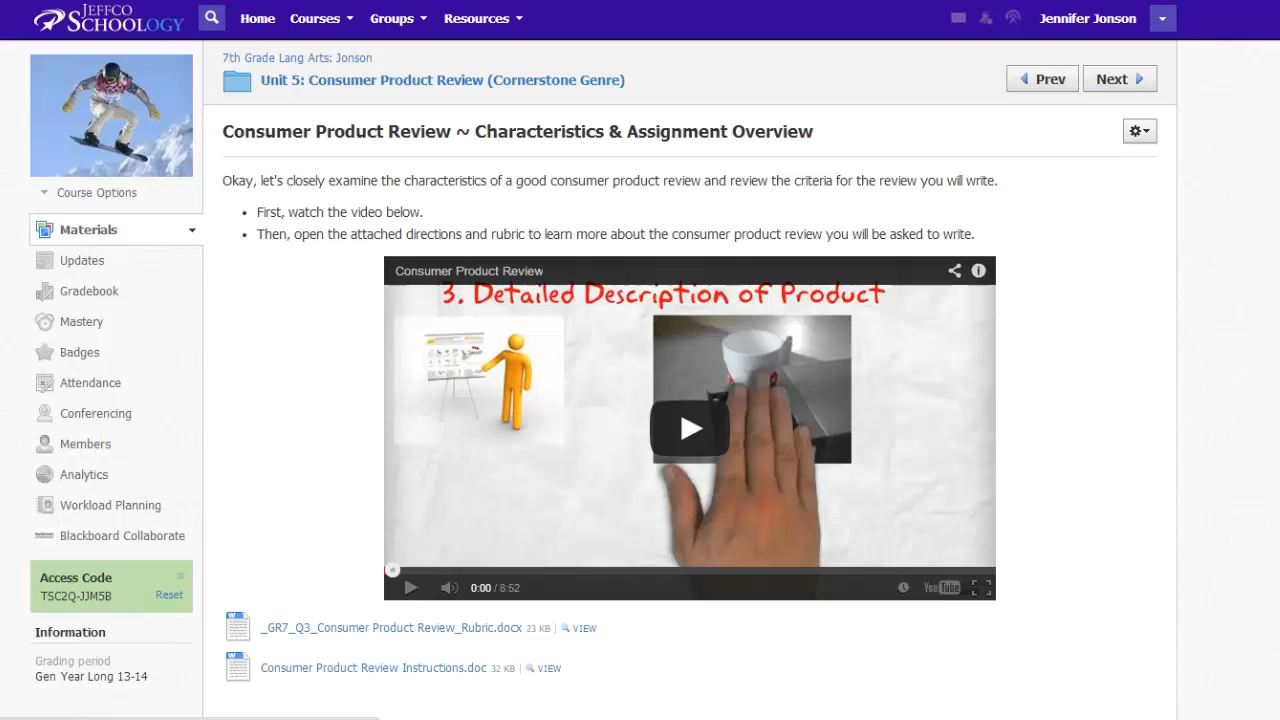 JEFFCO
SCHOOLOGY
Home
Courses
Groups
Resources
Jennifer Jonson
7th Grade Lang Arts: Jonson
Unit 5: Consumer Product Review (Cornerstone Genre)
Prev
Next
Consumer Product Review ~ Characteristics & Assignment Overview
Okay, let's closely examine the characteristics of a good consumer product review and review the criteria for the review you will write.
• First, watch the video below.
• Then, open the attached directions and rubric to learn more about the consumer product review you will be asked to write.
Course Options
Materials
Updates
Gradebook
Mastery
Badges
Attendance
Conferencing
Members
Analytics
Workload Planning
Blackboard Collaborate
Access Code
TSC2Q-JJM5B
Reset
Information
Grading period
Gen Year Long 13-14
Consumer Product Review
3. Detailed Description of Product
0:00 / 8:52
YouTube
_GR7_Q3_Consumer Product Review_Rubric.docx 23 KB | VIEW
Consumer Product Review Instructions.doc 32 KB | VIEW